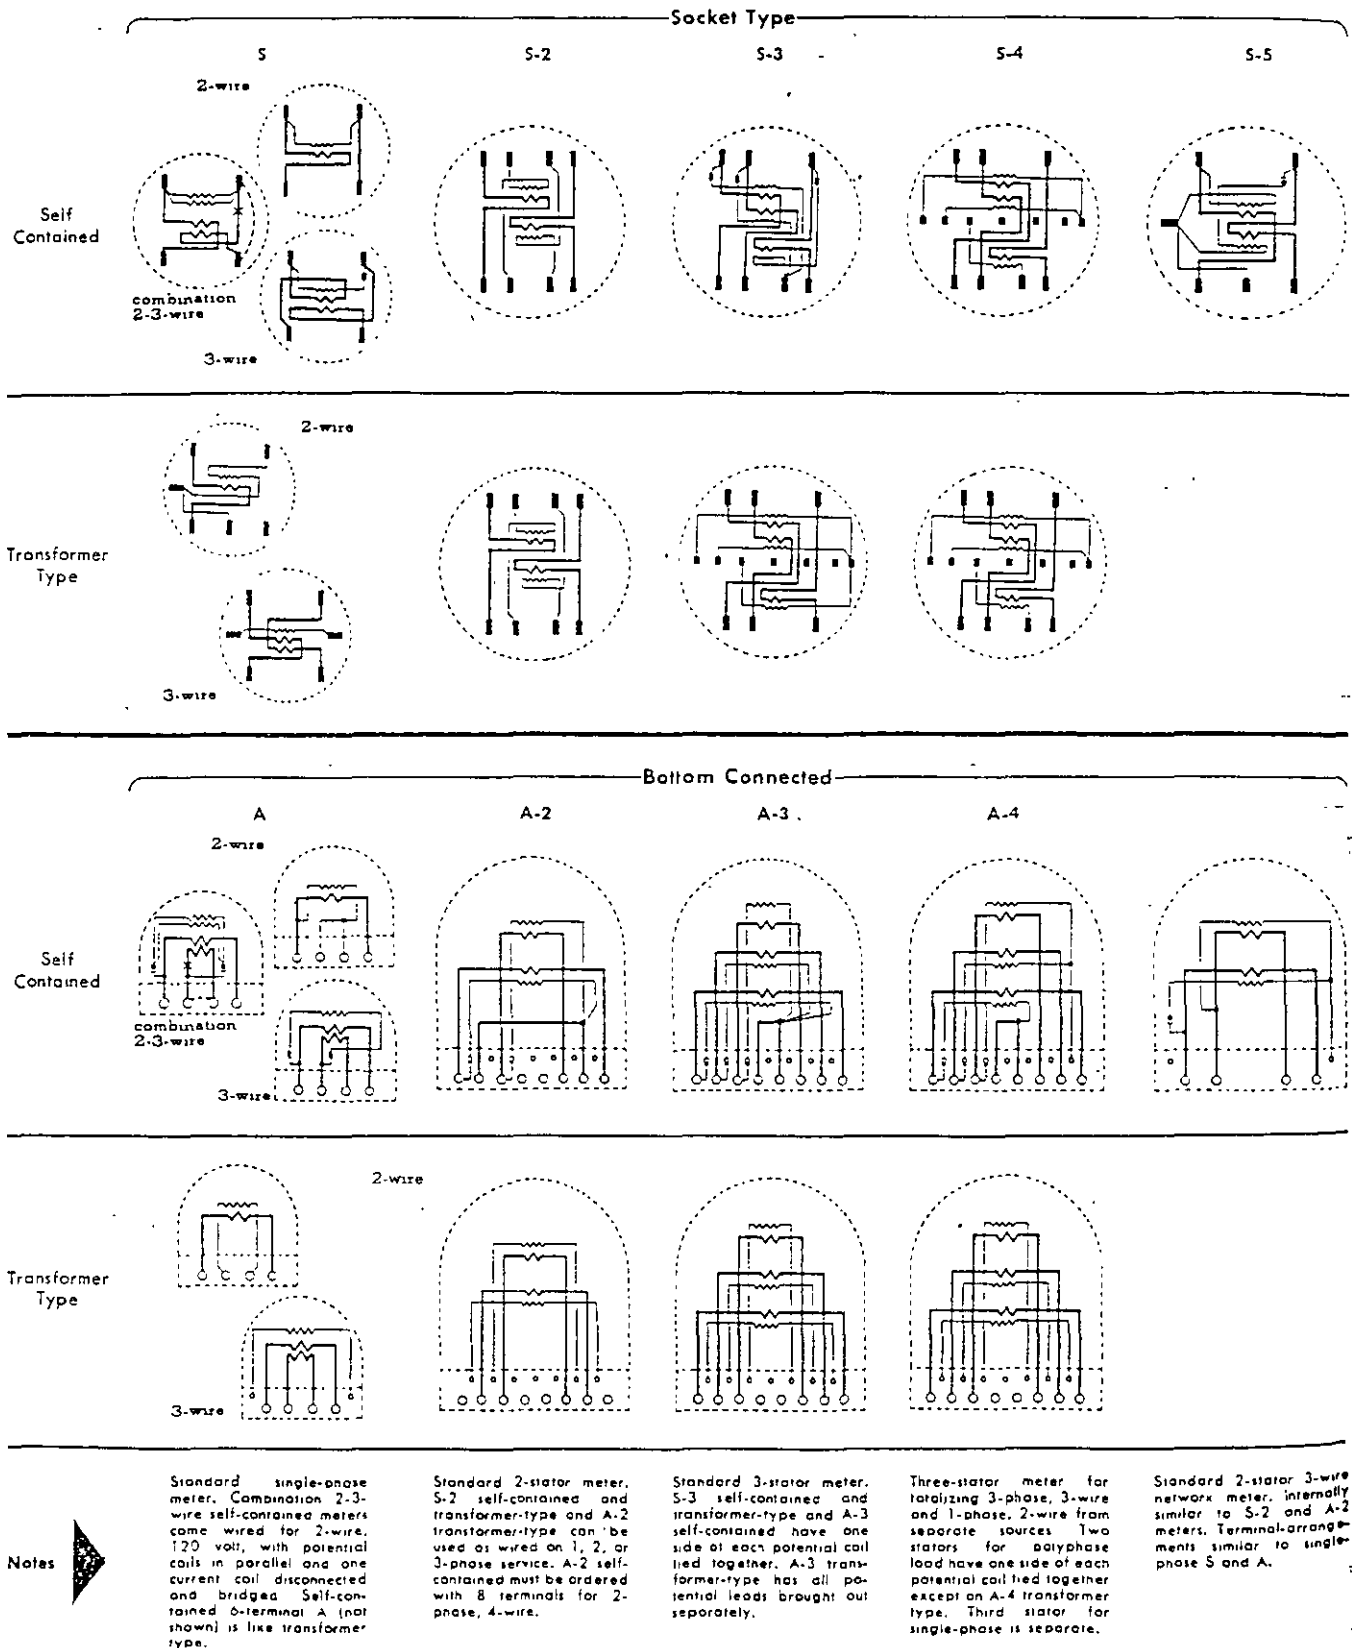 Socket Type
S
S-2
S-3
S-4
S-5
2-wire
Self
Contained
combination
2-3-wire
3-wire
2-wire
Transformer
Type
3-wire
Bottom Connected
A
A-2
A-3
A-4
2-wire
Self
Contained
combination
2-3-wire
3-wire
2-wire
Transformer
Type
3-wire
Notes
Standard single-phase
meter. Combination 2-3-
wire self-contained meters
come wired for 2-wire,
120 volt, with potential
coils in parallel and one
current coil disconnected
and bridged Self-con-
tained 6-terminal A (not
shown) is like transformer
type.
Standard 2-stator meter.
S-2 self-contained and
transformer-type and A-2
transformer-type can be
used as wired on 1, 2, or
3-phase service. A-2 self-
contained must be ordered
with 8 terminals for 2-
phase, 4-wire.
Standard 3-stator meter.
S-3 self-contained and
transformer-type and A-3
self-contained have one
side of each potential coil
tied together. A-3 trans-
former-type has all po-
tential leads brought out
separately.
Three-stator meter for
totalizing 3-phase, 3-wire
and 1-phase, 2-wire from
separate sources Two
stators for polyphase
load have one side of each
potential coil tied together
except on A-4 transformer
type. Third stator for
single-phase is separate.
Standard 2-stator 3-wire
network meter, internally
similar to S-2 and A-2
meters. Terminal-arrange-
ments similar to single-
phase S and A.